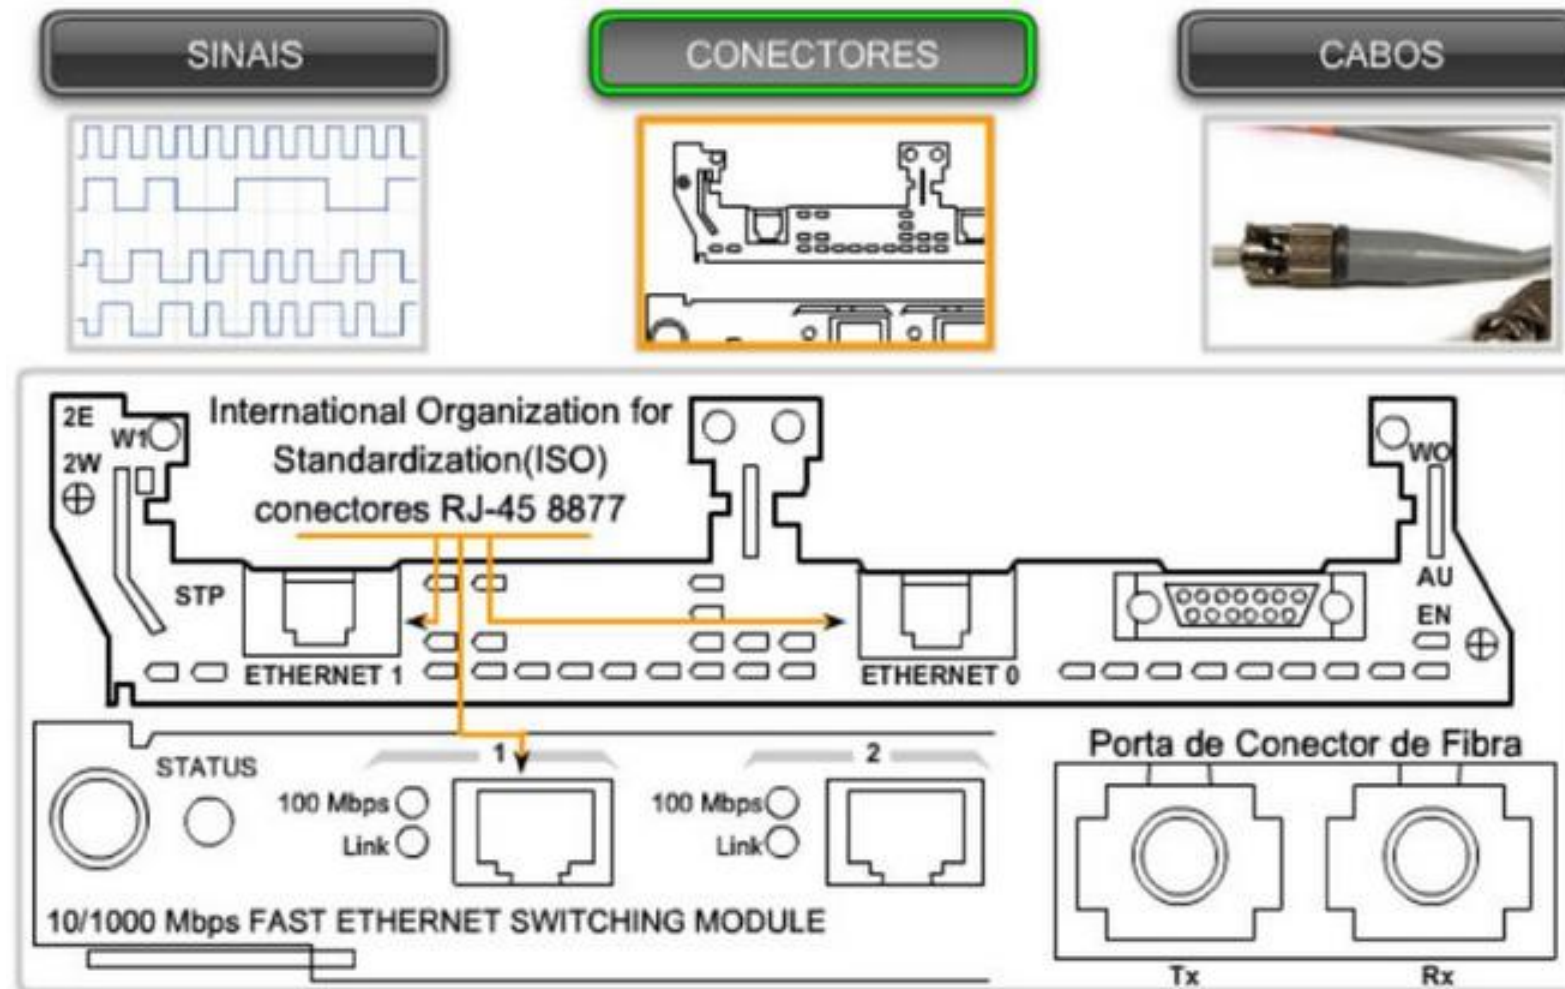 SINAIS
CONECTORES
CABOS
2E
W1
2W
International Organization for
Standardization(ISO)
conectores RJ-45 8877
WO
STP
AU
EN
ETHERNET 1
ETHERNET 0
STATUS
1
100 Mbps
Link
2
100 Mbps
Link
10/1000 Mbps FAST ETHERNET SWITCHING MODULE
Porta de Conector de Fibra
Tx
Rx